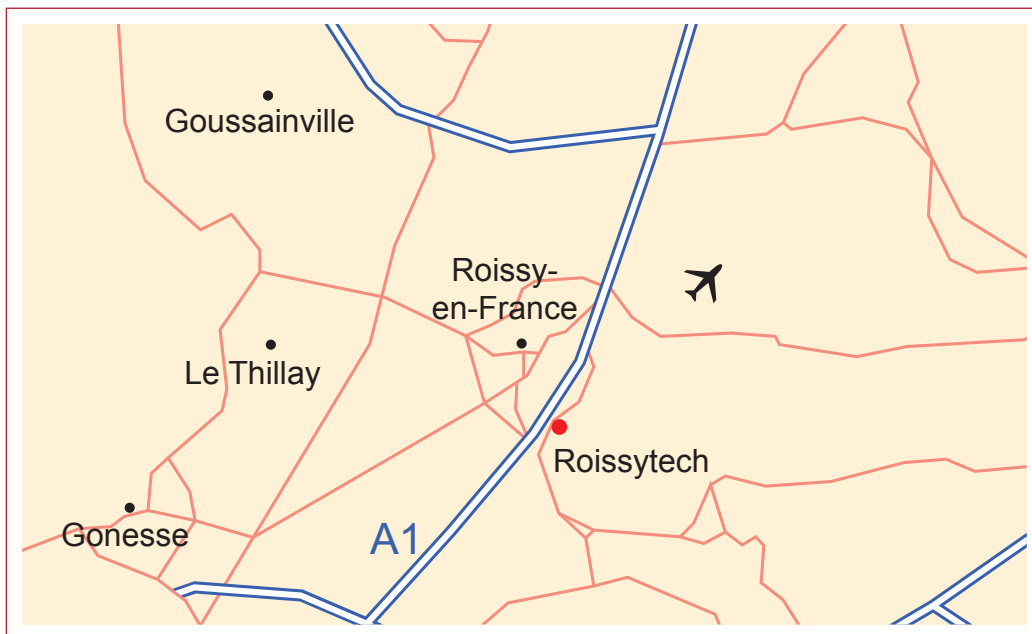 Goussainville
Roissy-
en-France
Le Thillay
Roissytech
Gonesse
A1